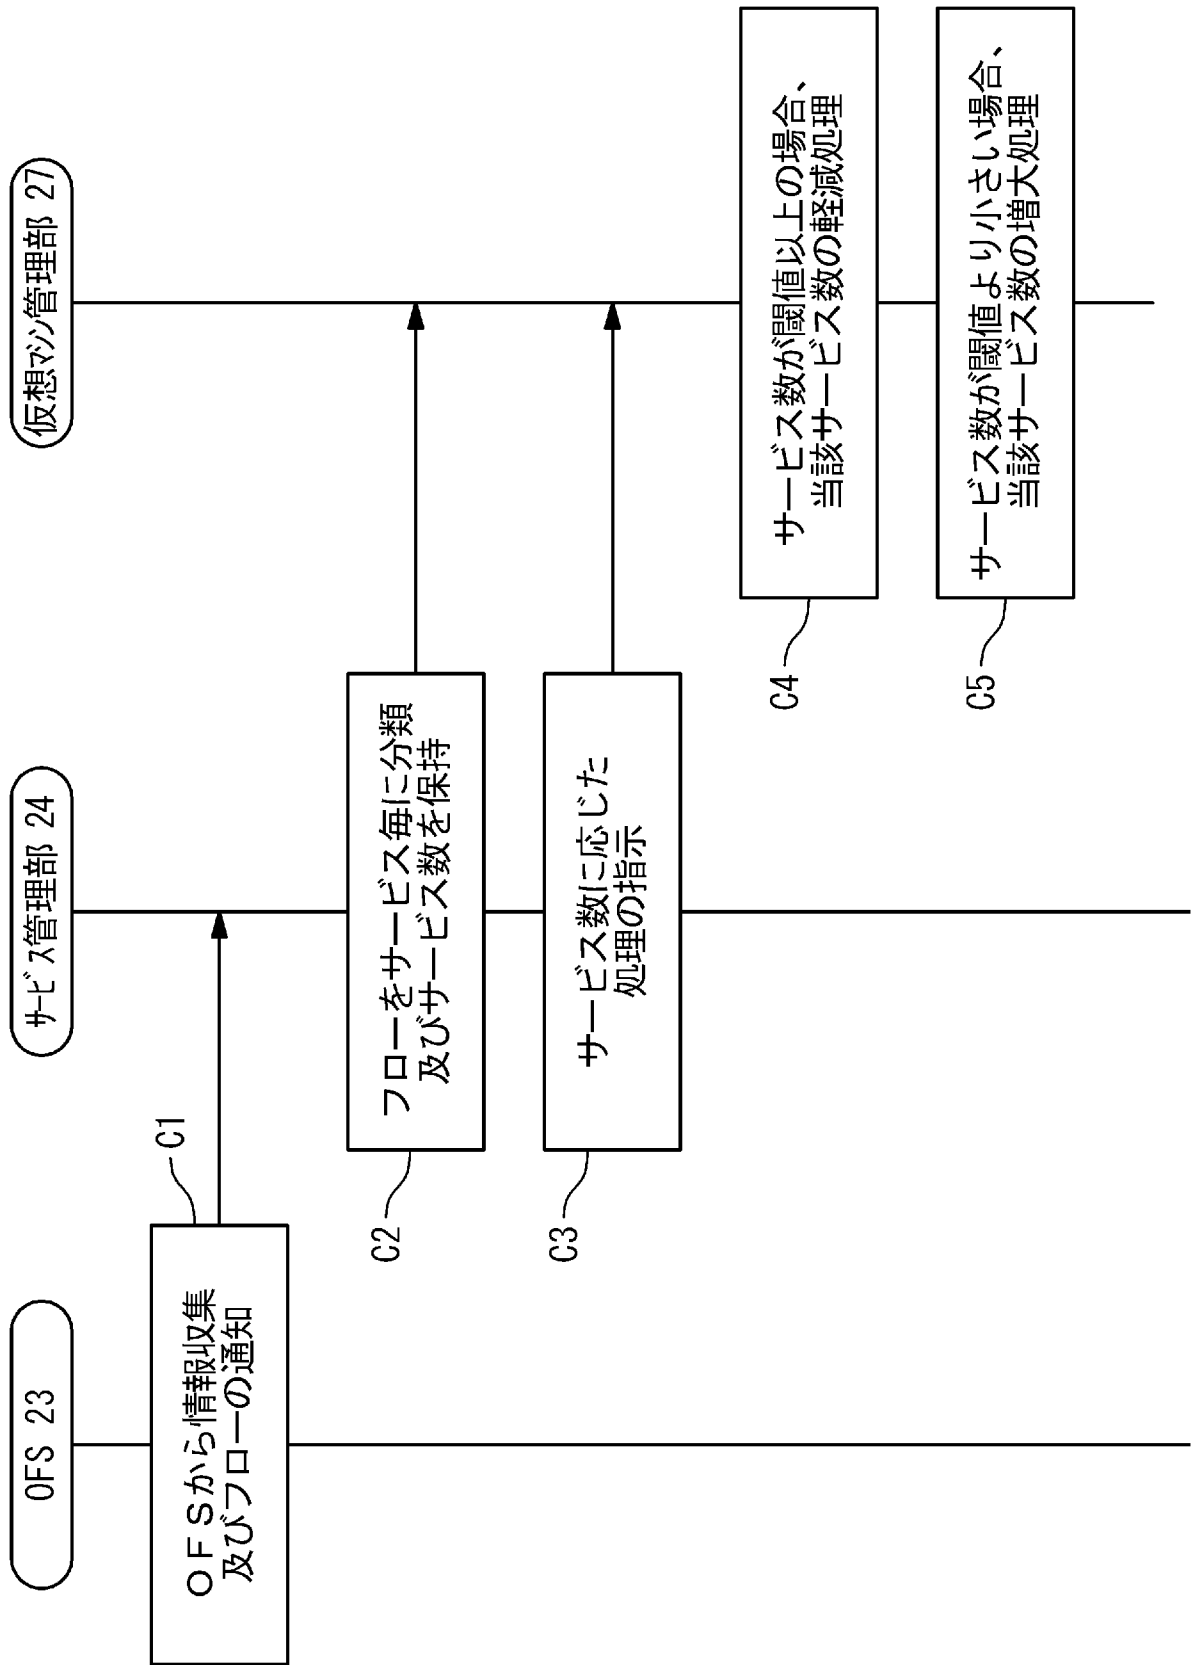 OFS 23
サービス管理部 24
仮想マシン管理部 27
OFSから情報収集
及びフローの通知
C1
フローをサービス毎に分類
及びサービス数を保持
C2
サービス数に応じた
処理の指示
C3
サービス数が閾値以上の場合、
当該サービス数の軽減処理
C4
サービス数が閾値より小さい場合、
当該サービス数の増大処理
C5